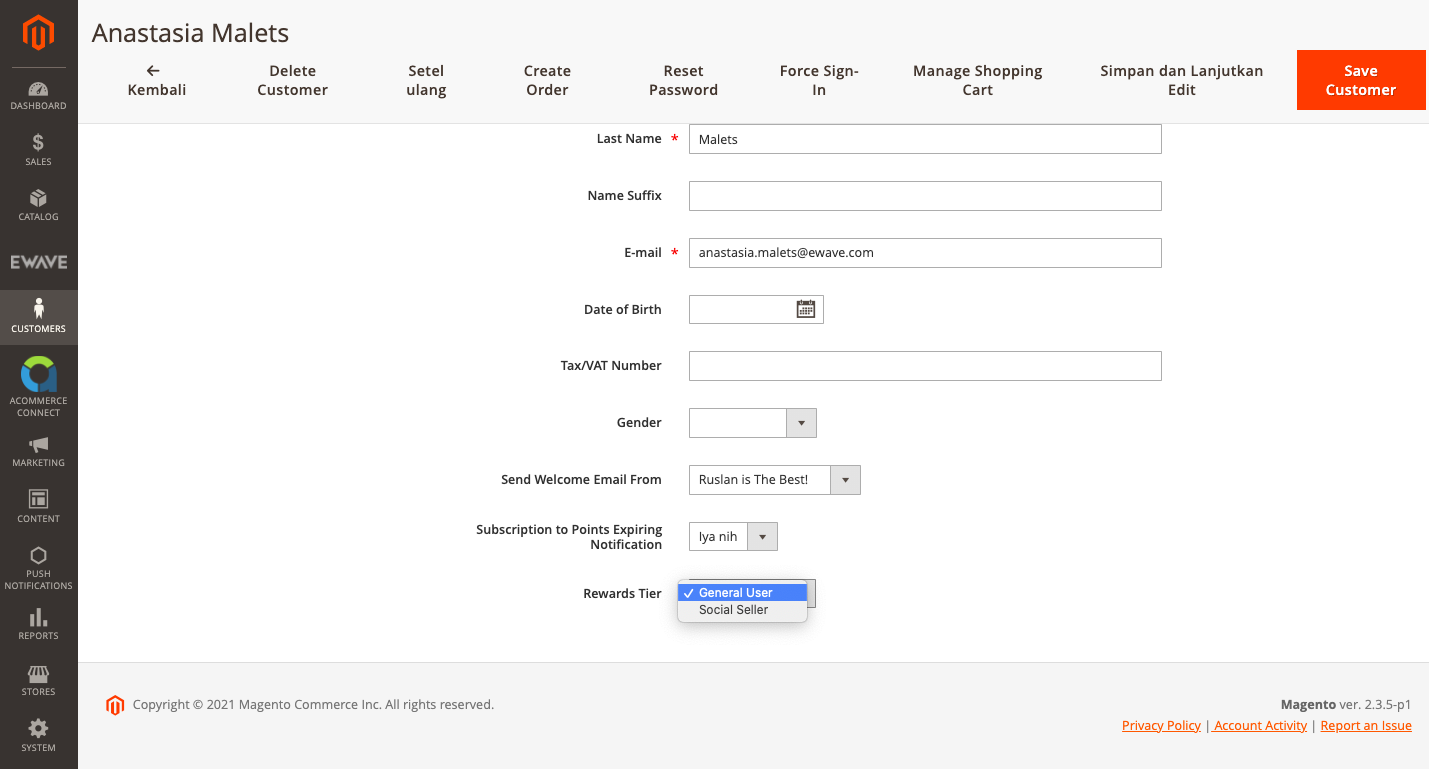 Anastasia Malets
← Kembali
Delete Customer
Setel ulang
Create Order
Reset Password
Force Sign-In
Manage Shopping Cart
Simpan dan Lanjutkan Edit
Save Customer
DASHBOARD
$
SALES
CATALOG
EWAVE
CUSTOMERS
ACOMMERCE
CONNECT
MARKETING
CONTENT
PUSH
NOTIFICATIONS
REPORTS
STORES
SYSTEM
Last Name * Malets
Name Suffix
E-mail * anastasia.malets@ewave.com
Date of Birth
Tax/VAT Number
Gender
Send Welcome Email From Ruslan is The Best!
Subscription to Points Expiring
Notification
Iya nih
Rewards Tier ✓ General User
Social Seller
Copyright © 2021 Magento Commerce Inc. All rights reserved.
Magento ver. 2.3.5-p1
Privacy Policy | Account Activity | Report an Issue